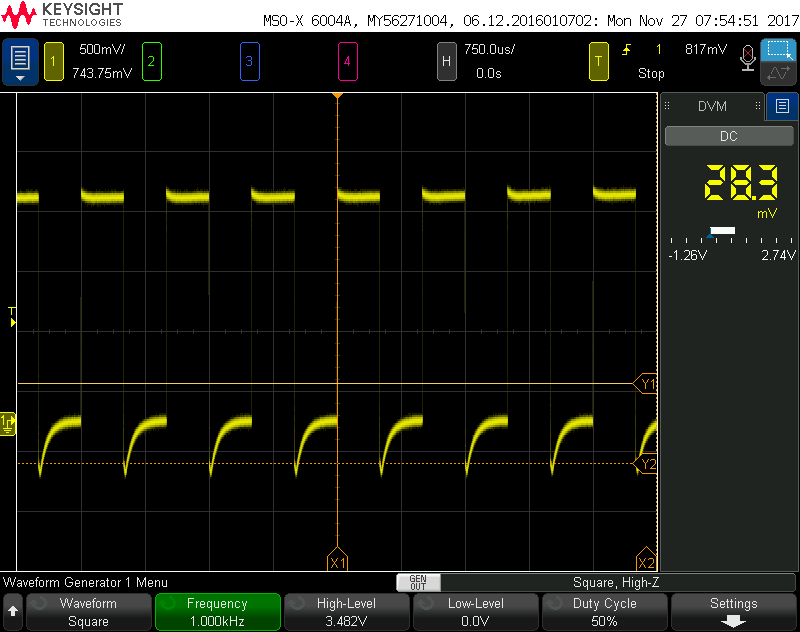 KEYSIGHT
TECHNOLOGIES
MSO-X 6004A, MY56271004, 06.12.2016010702: Mon Nov 27 07:54:51 2017
1 500mV/ 2 3 4 H 750.0us/ T 1 817mV
743.75mV 0.0s Stop
DVM
DC
28.3
mV
-1.26V 2.74V
T
Y1
1
Y2
X1 X2
Waveform Generator 1 Menu GEN OUT Square, High-Z
Waveform Frequency High-Level Low-Level Duty Cycle Settings
Square 1.000kHz 3.482V 0.0V 50%